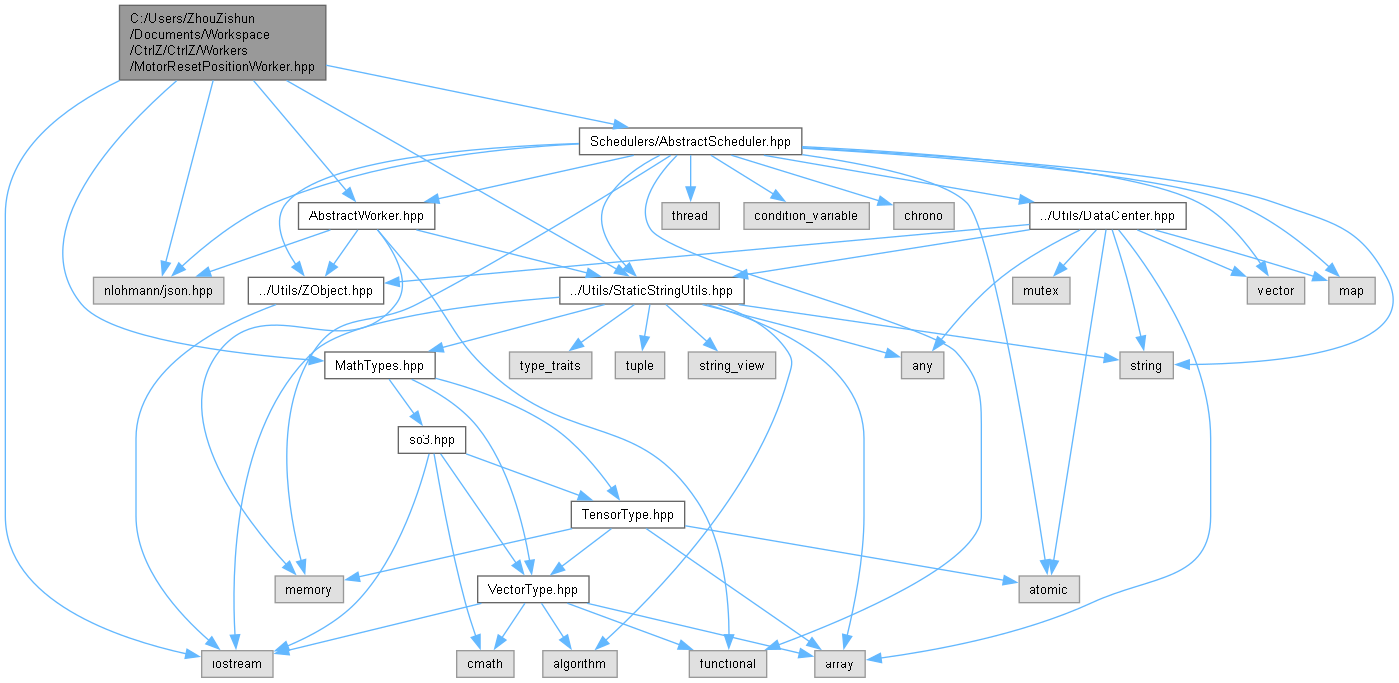 C:/Users/ZhouZishun
/Documents/Workspace
/CtrlZ/CtrlZ/Workers
/MotorResetPositionWorker.hpp
Schedulers/AbstractScheduler.hpp
AbstractWorker.hpp
thread
condition_variable
chrono
../Utils/DataCenter.hpp
nlohmann/json.hpp
../Utils/ZObject.hpp
../Utils/StaticStringUtils.hpp
mutex
vector
map
MathTypes.hpp
type_traits
tuple
string_view
any
string
so3.hpp
TensorType.hpp
memory
VectorType.hpp
atomic
iostream
cmath
algorithm
functional
array